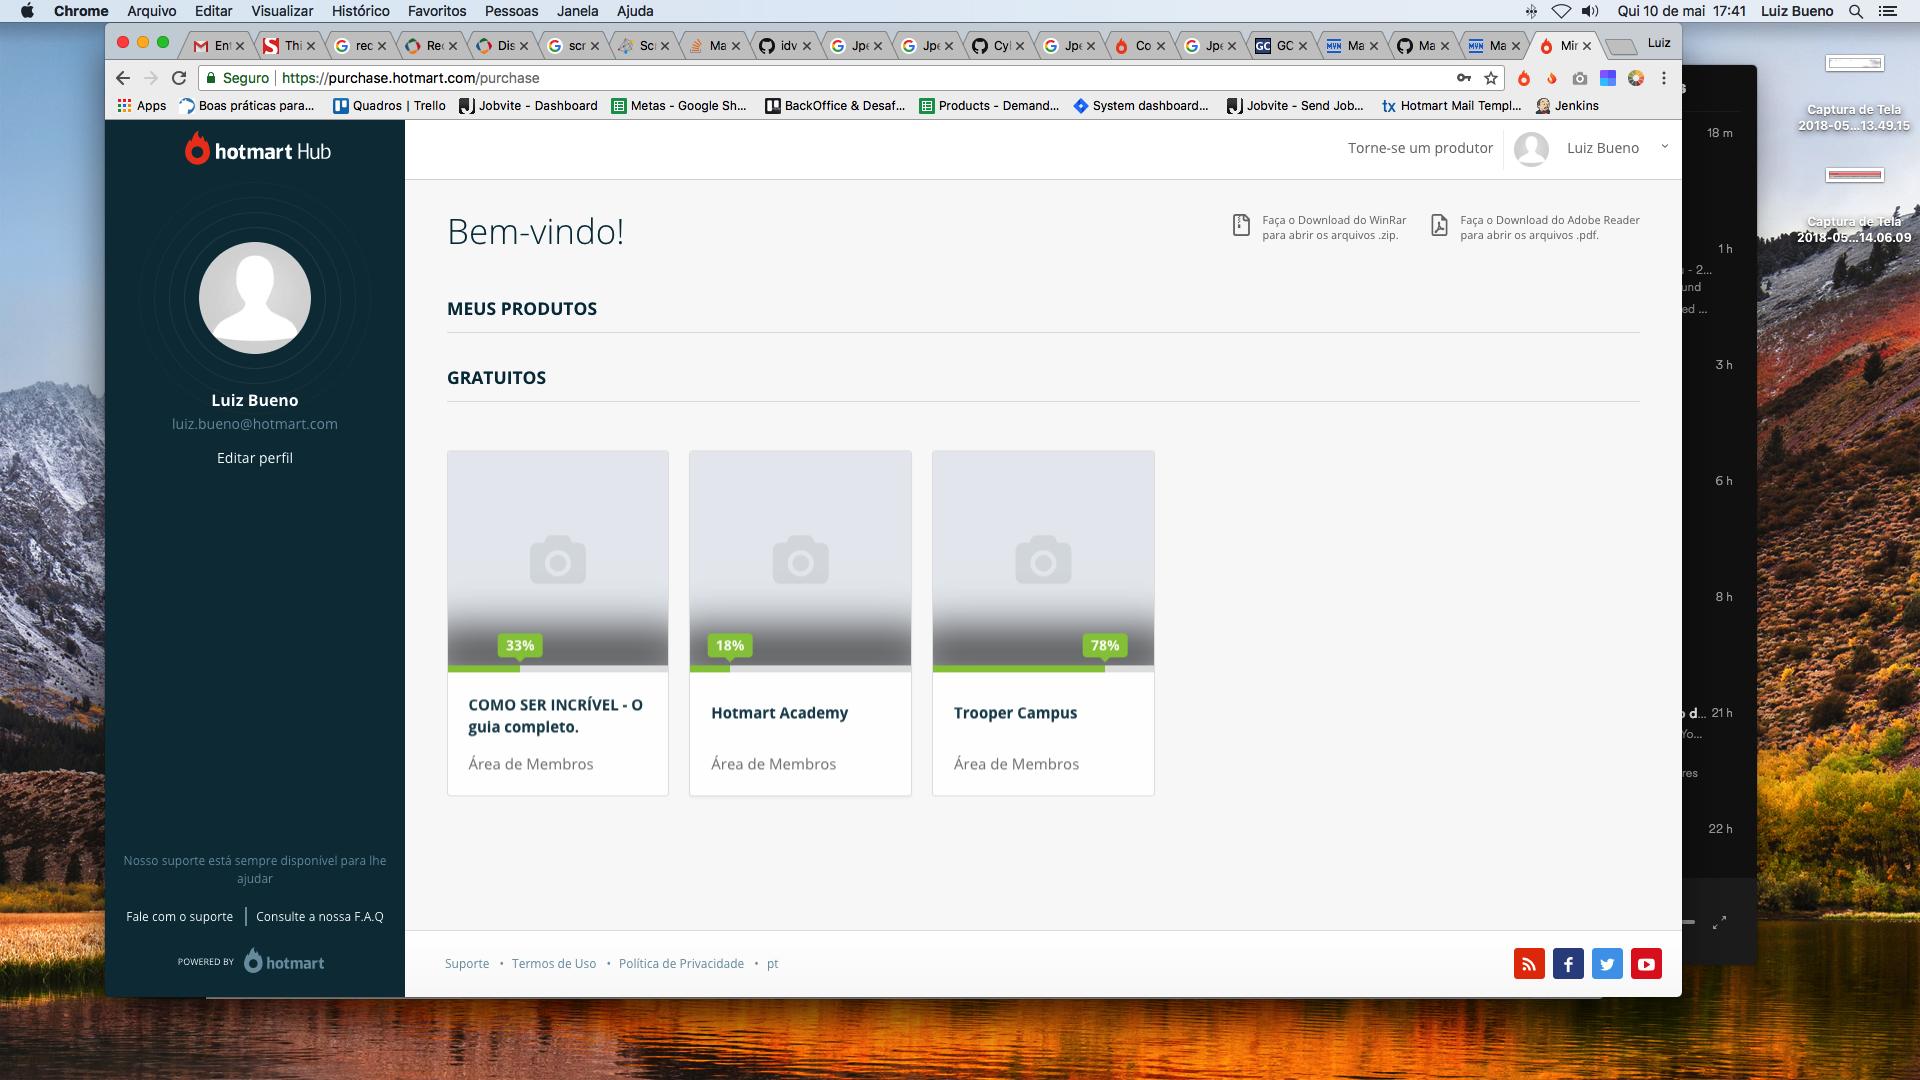 Chrome Arquivo Editar Visualizar Histórico Favoritos Pessoas Janela Ajuda Qui 10 de mai 17:41 Luiz Bueno
Ent Thi rec Rec Dis scr Scr Ma idv Jpe Jpe Cyl Jpe Co Jpe GC Ma Ma Ma Mir Luiz
Seguro https://purchase.hotmart.com/purchase
Apps Boas práticas para... Quadros | Trello Jobvite - Dashboard Metas - Google Sh... BackOffice & Desaf... Products - Demand... System dashboard... Jobvite - Send Job... tx Hotmart Mail Templ... Jenkins
Captura de Tela
2018-05...13.49.15
Captura de Tela
2018-05...14.06.09
hotmart Hub
Torne-se um produtor Luiz Bueno
Luiz Bueno
luiz.bueno@hotmart.com
Editar perfil
Bem-vindo!
Faça o Download do WinRar
para abrir os arquivos .zip.
Faça o Download do Adobe Reader
para abrir os arquivos .pdf.
MEUS PRODUTOS
GRATUITOS
33%
COMO SER INCRÍVEL - O
guia completo.
Área de Membros
18%
Hotmart Academy
Área de Membros
78%
Trooper Campus
Área de Membros
Nosso suporte está sempre disponível para lhe
ajudar
Fale com o suporte | Consulte a nossa F.A.Q
POWERED BY hotmart
Suporte • Termos de Uso • Política de Privacidade • pt
18 m
1 h
- 2...
und
ed ...
3 h
6 h
8 h
d... 21 h
Yo...
res
22 h